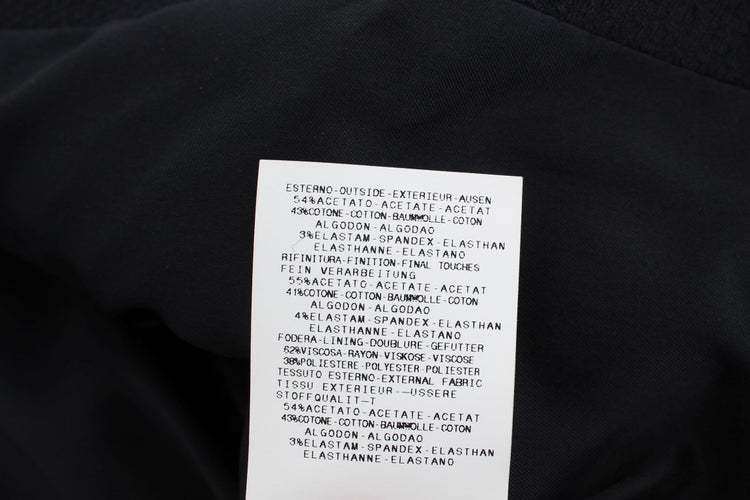 ESTERNO-OUTSIDE-EXTERIEUR-AUSEN
54%ACETATO-ACETATE-ACETAT
43%COTONE-COTTON-BAUMWOLLE-COTON
ALGODON-ALGODAO
3%ELASTAM-SPANDEX-ELASTHAN
ELASTHANNE-ELASTANO
RIFINITURA-FINITION-FINAL TOUCHES
FEIN VERARBEITUNG
55%ACETATO-ACETATE-ACETAT
41%COTONE-COTTON-BAUMWOLLE-COTON
ALGODON-ALGODAO
4%ELASTAM-SPANDEX-ELASTHAN
ELASTHANNE-ELASTANO
FODERA-LINING-DOUBLURE-GEFUTTER
62%VISCOSA-RAYON-VISKOSE-VISCOSE
38%POLIESTERE-POLYESTER-POLIESTER
TESSUTO ESTERNO-EXTERNAL FABRIC
TISSU EXTERIEUR-—USSERE
STOFFQUALIT—T
54%ACETATO-ACETATE-ACETAT
43%COTONE-COTTON-BAUMWOLLE-COTON
ALGODON-ALGODAO
3%ELASTAM-SPANDEX-ELASTHAN
ELASTHANNE-ELASTANO